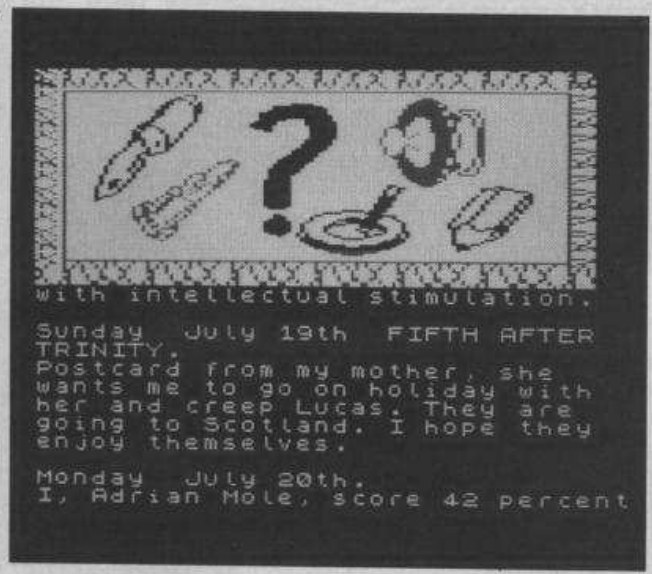 ?
with intellectual stimulation.
Sunday July 19th FIFTH AFTER
TRINITY.
Postcard from my mother, she
wants me to go on holiday with
her and creep Lucas. They are
going to Scotland. I hope they
enjoy themselves.
Monday July 20th.
I, Adrian Mole, score 42 percent